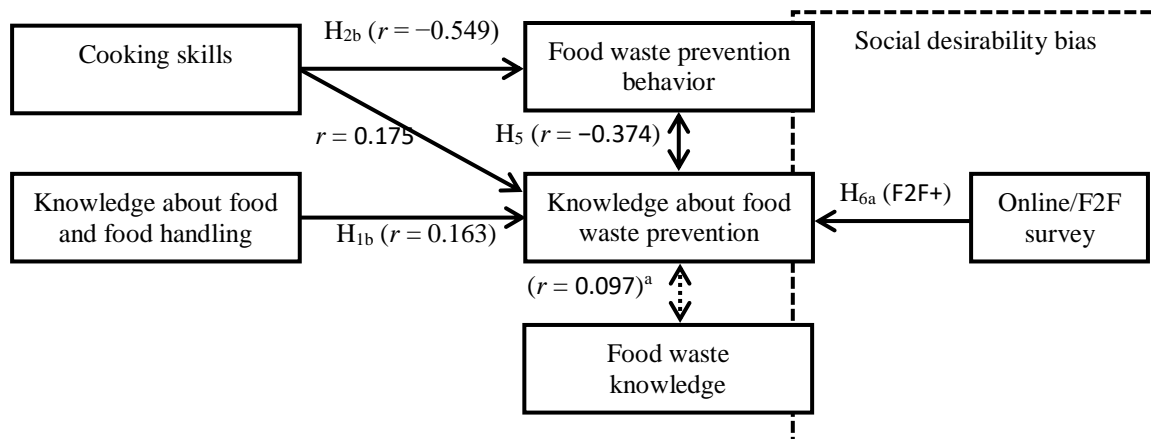 H2b (r = −0.549)
Cooking skills
Food waste prevention
behavior
Social desirability bias
r = 0.175
H5 (r = −0.374)
Knowledge about food
and food handling
H1b (r = 0.163)
Knowledge about food
waste prevention
H6a (F2F+)
Online/F2F
survey
(r = 0.097)a
Food waste
knowledge